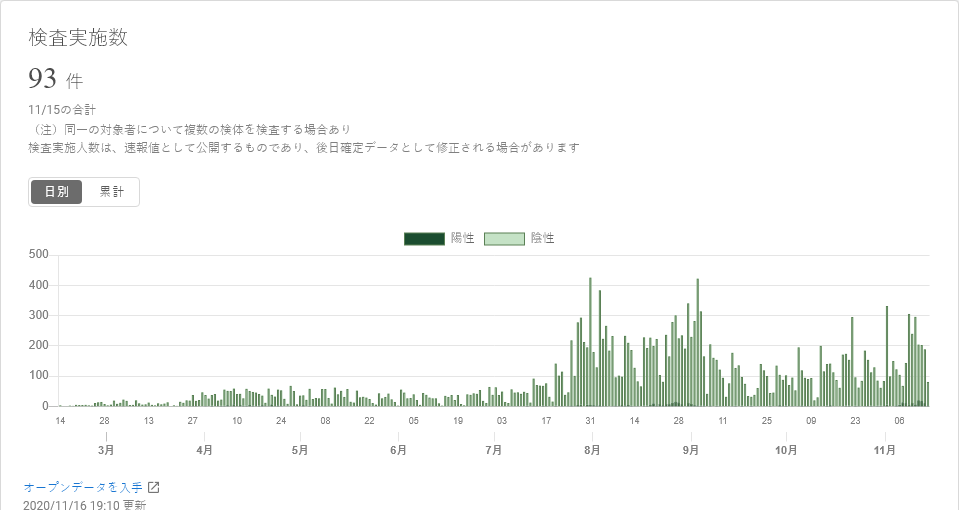 検査実施数
93 件
11/15の合計
（注）同一の対象者について複数の検体を検査する場合あり
検査実施人数は、速報値として公開するものであり、後日確定データとして修正される場合があります
日別 累計
陽性 陰性
500
400
300
200
100
0
14 28 13 27 10 24 08 22 05 19 03 17 31 14 28 11 25 09 23 06
3月 4月 5月 6月 7月 8月 9月 10月 11月
オープンデータを入手
2020/11/16 19:10 更新